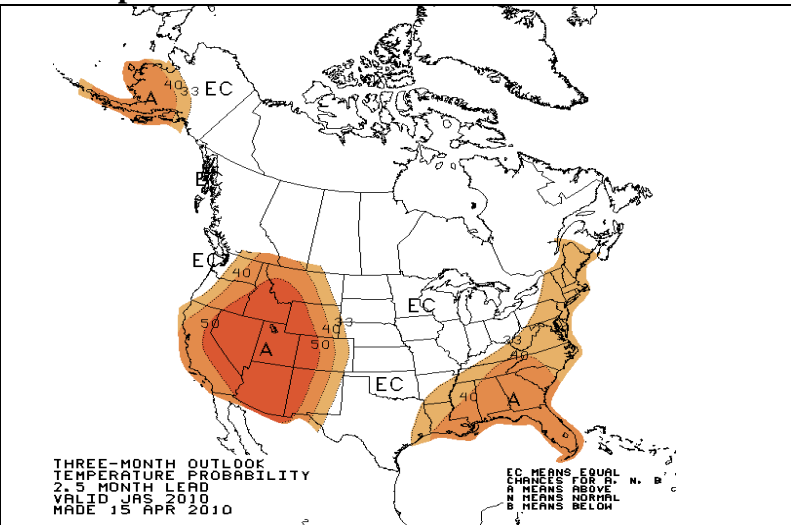 40
33
EC
A
E
EC
40
50
33
40
50
A
EC
EC
33
40
40
A
THREE-MONTH OUTLOOK
TEMPERATURE PROBABILITY
2.5 MONTH LEAD
VALID JAS 2010
MADE 15 APR 2010
EC MEANS EQUAL
CHANCES FOR A, N, B
A MEANS ABOVE
N MEANS NORMAL
B MEANS BELOW